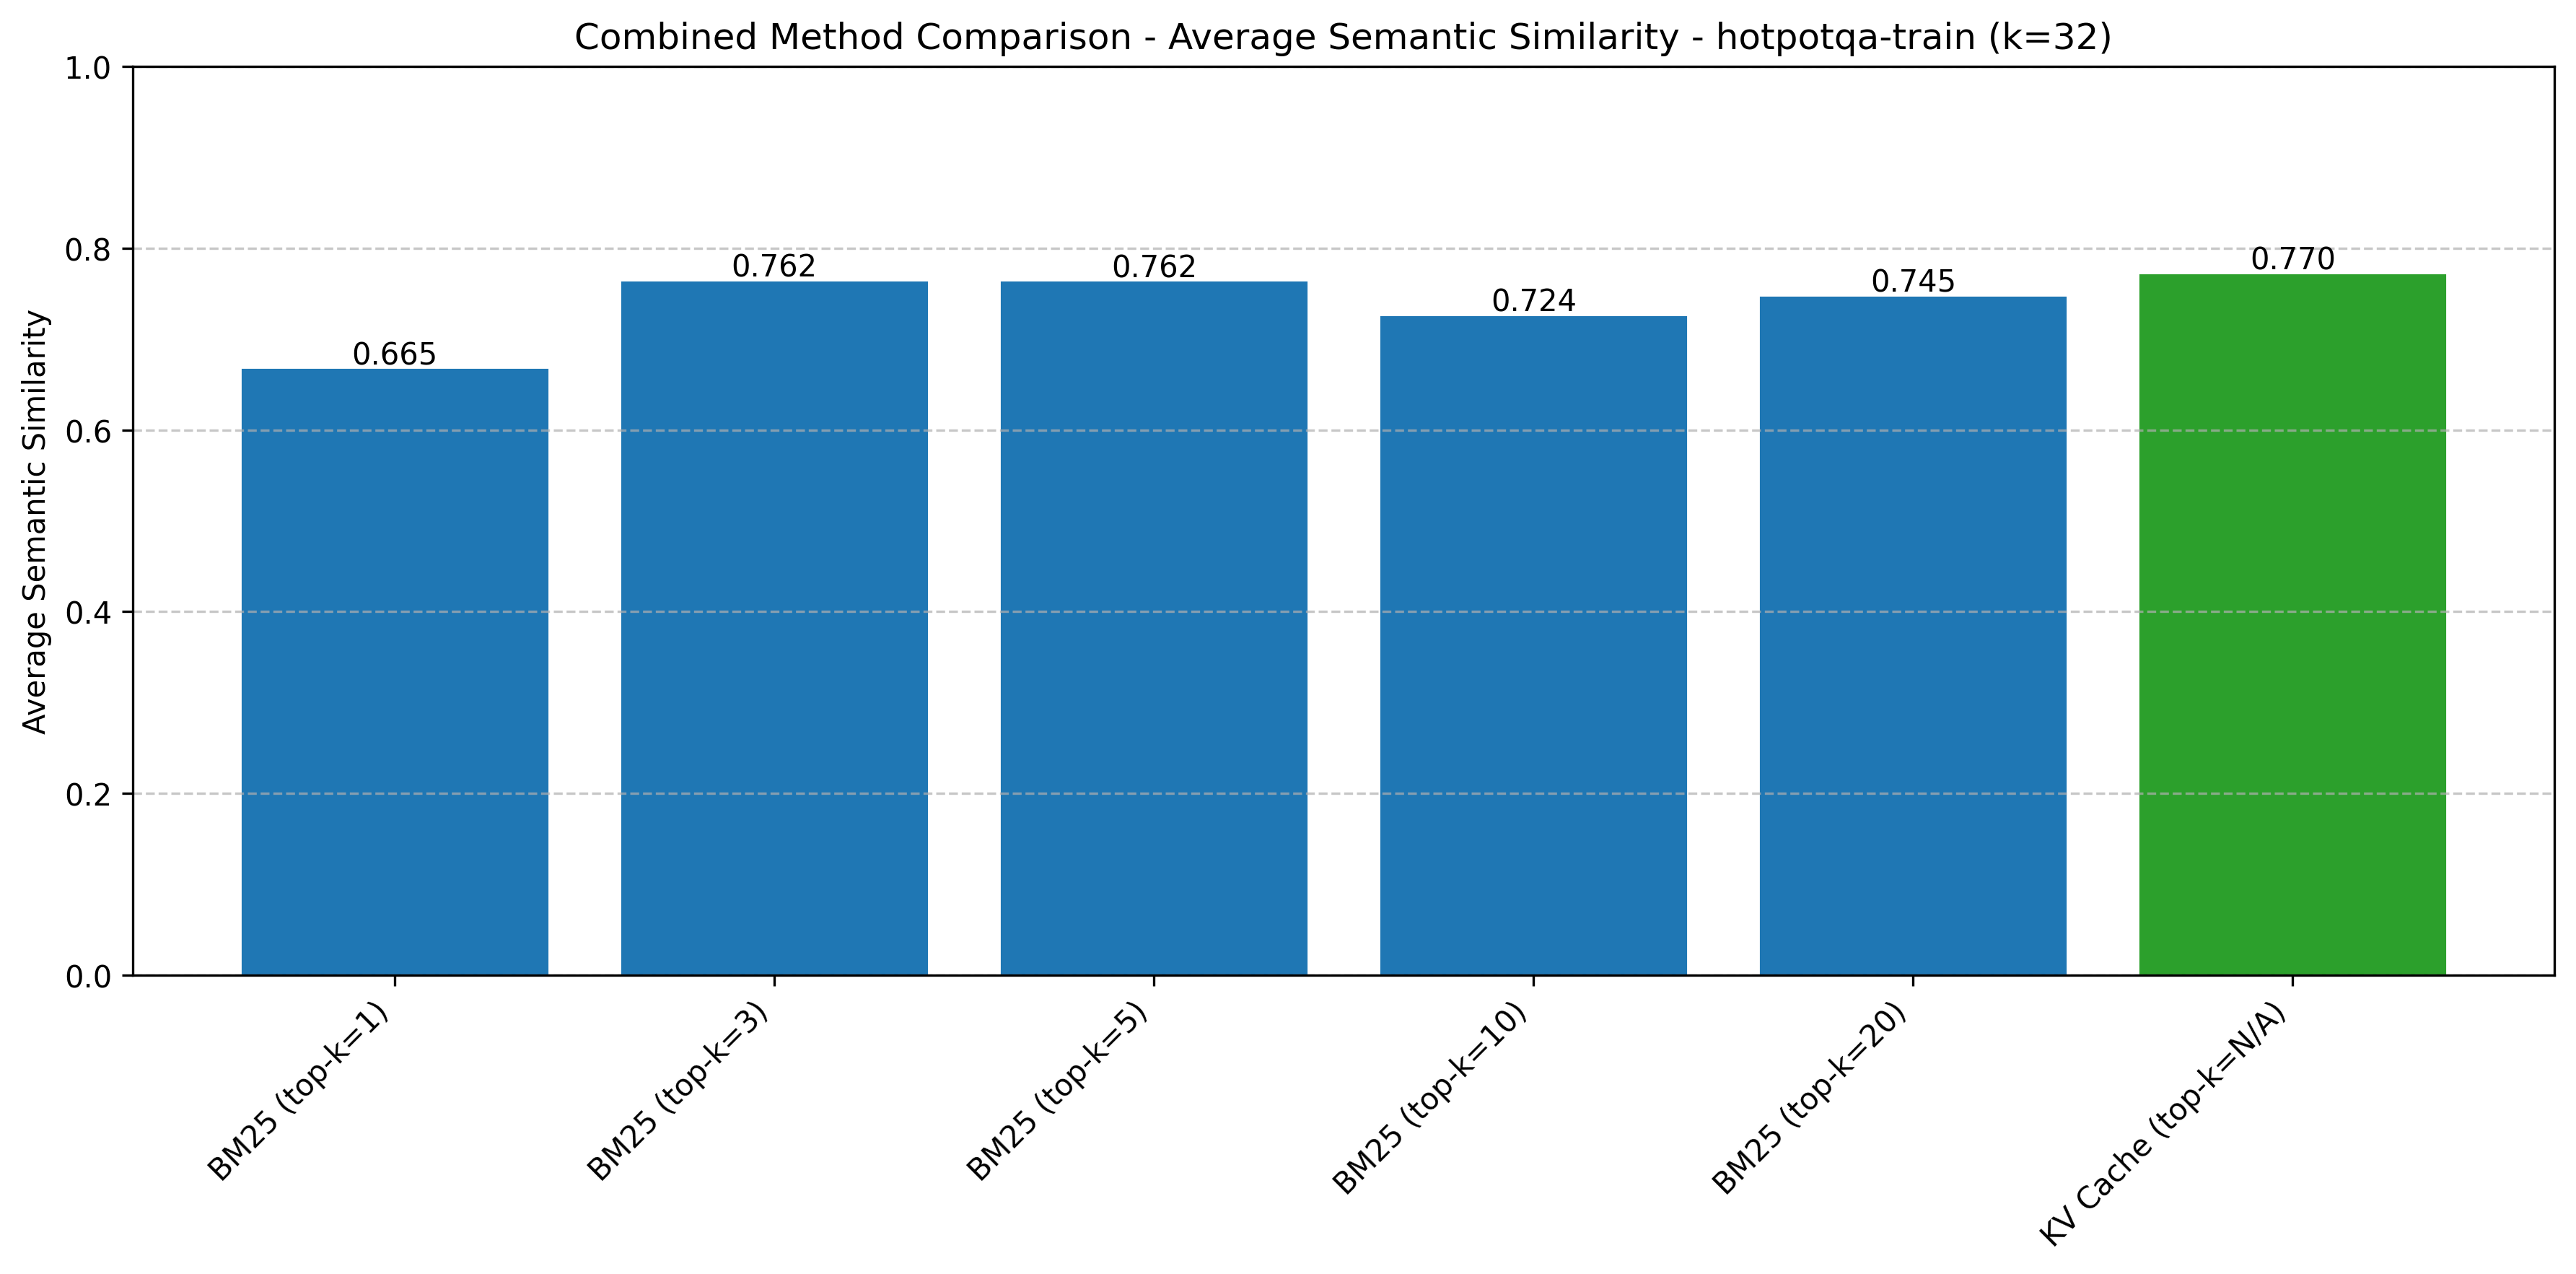 Combined Method Comparison - Average Semantic Similarity - hotpotqa-train (k=32)
Average Semantic Similarity
1.0
0.8
0.6
0.4
0.2
0.0
0.665
0.762
0.762
0.724
0.745
0.770
BM25 (top-k=1)
BM25 (top-k=3)
BM25 (top-k=5)
BM25 (top-k=10)
BM25 (top-k=20)
KV Cache (top-k=N/A)